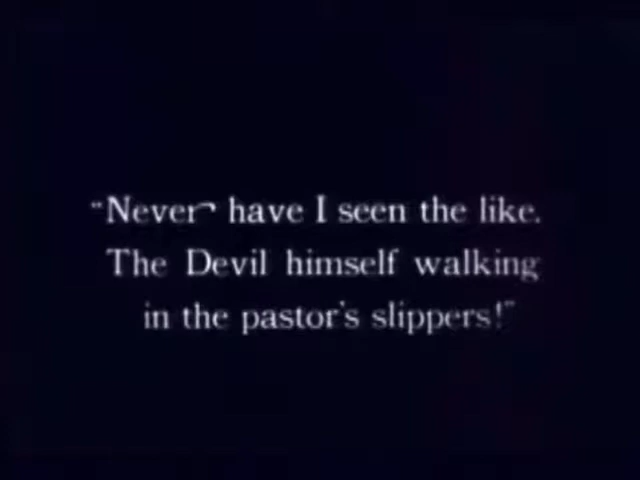 "Never have I seen the like.
The Devil himself walking
in the pastor's slippers!"